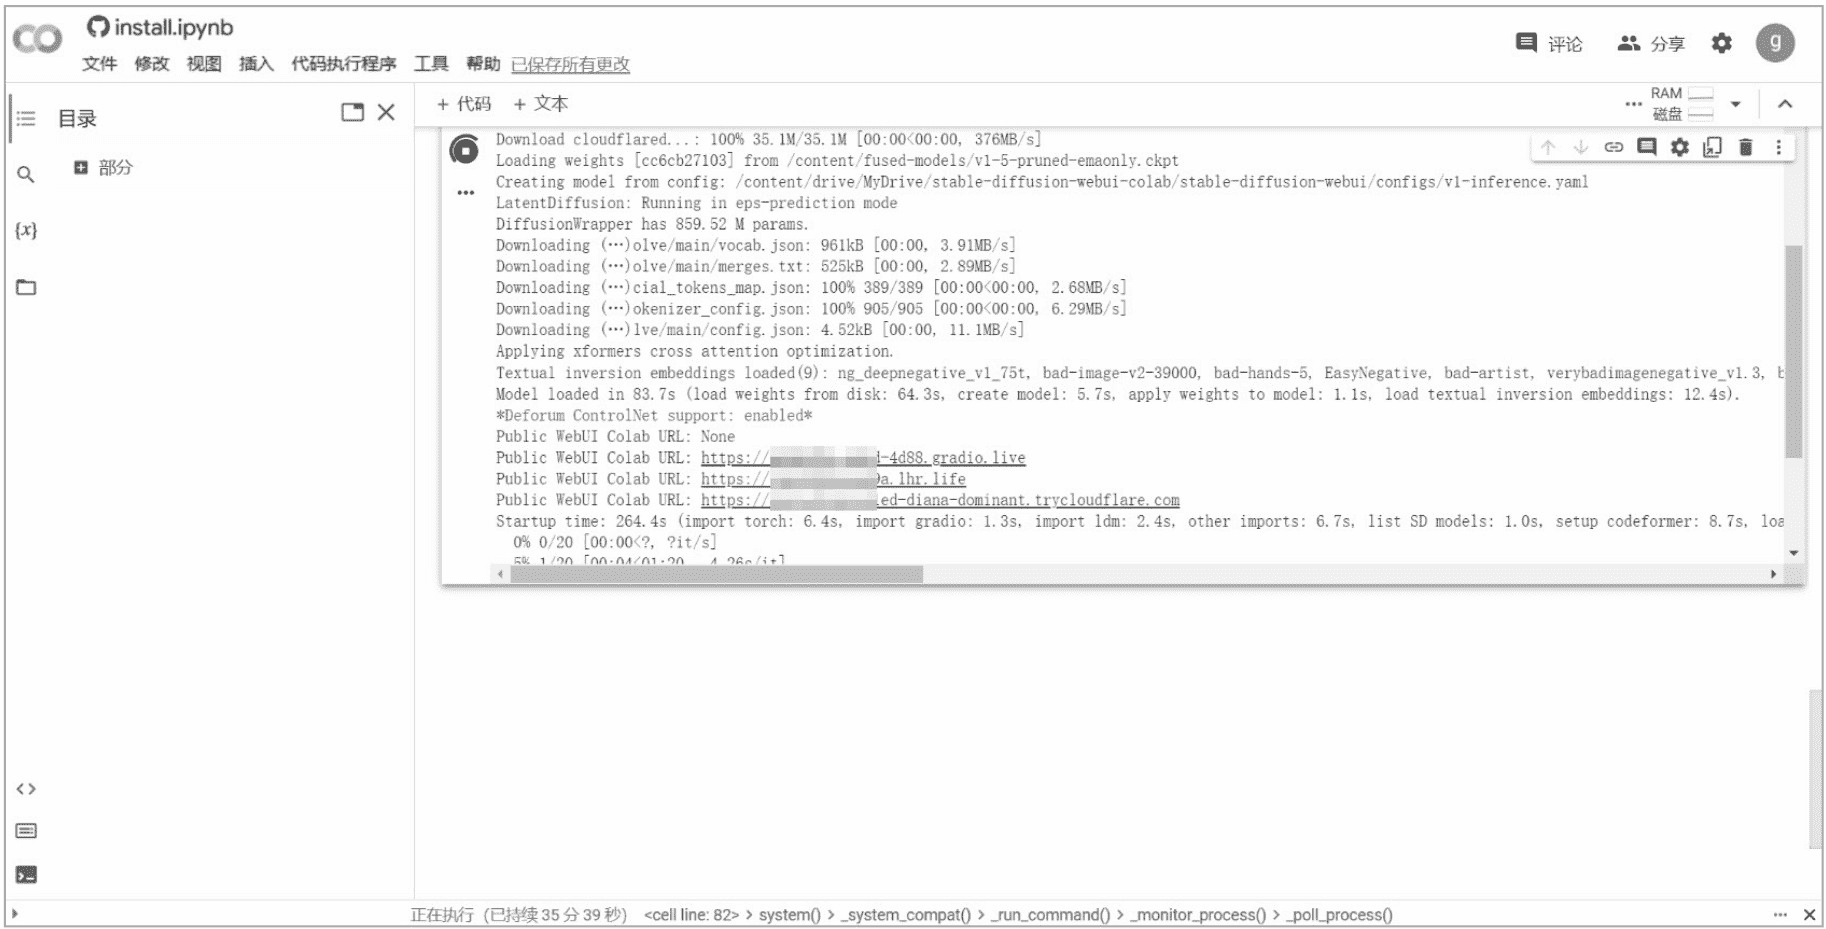 install.ipynb
文件 修改 视图 插入 代码执行程序 工具 帮助 已保存所有更改
评论 分享 g
目录
部分
{x}
+ 代码 + 文本
RAM
磁盘
Download cloudflared...: 100% 35.1M/35.1M [00:00<00:00, 376MB/s]
Loading weights [cc6cb27103] from /content/fused-models/v1-5-pruned-emaonly.ckpt
Creating model from config: /content/drive/MyDrive/stable-diffusion-webui-colab/stable-diffusion-webui/configs/v1-inference.yaml
LatentDiffusion: Running in eps-prediction mode
DiffusionWrapper has 859.52 M params.
Downloading (…)olve/main/vocab.json: 961kB [00:00, 3.91MB/s]
Downloading (…)olve/main/merges.txt: 525kB [00:00, 2.89MB/s]
Downloading (…)cial_tokens_map.json: 100% 389/389 [00:00<00:00, 2.68MB/s]
Downloading (…)okenizer_config.json: 100% 905/905 [00:00<00:00, 6.29MB/s]
Downloading (…)lve/main/config.json: 4.52kB [00:00, 11.1MB/s]
Applying xformers cross attention optimization.
Textual inversion embeddings loaded(9): ng_deepnegative_v1_75t, bad-image-v2-39000, bad-hands-5, EasyNegative, bad-artist, verybadimagenegative_v1.3, b
Model loaded in 83.7s (load weights from disk: 64.3s, create model: 5.7s, apply weights to model: 1.1s, load textual inversion embeddings: 12.4s).
*Deforum ControlNet support: enabled*
Public WebUI Colab URL: None
Public WebUI Colab URL: https:// d-4d88.gradio.live
Public WebUI Colab URL: https:// 9a.lhr.life
Public WebUI Colab URL: https:// ied-diana-dominant.trycloudflare.com
Startup time: 264.4s (import torch: 6.4s, import gradio: 1.3s, import ldm: 2.4s, other imports: 6.7s, list SD models: 1.0s, setup codeformer: 8.7s, loa
0% 0/20 [00:00<?, ?it/s]
5% 1/20 [00:04<01:20, 4.26s/it]
正在执行 (已持续 35 分 39 秒) <cell line: 82> > system() > _system_compat() > _run_command() > _monitor_process() > _poll_process()